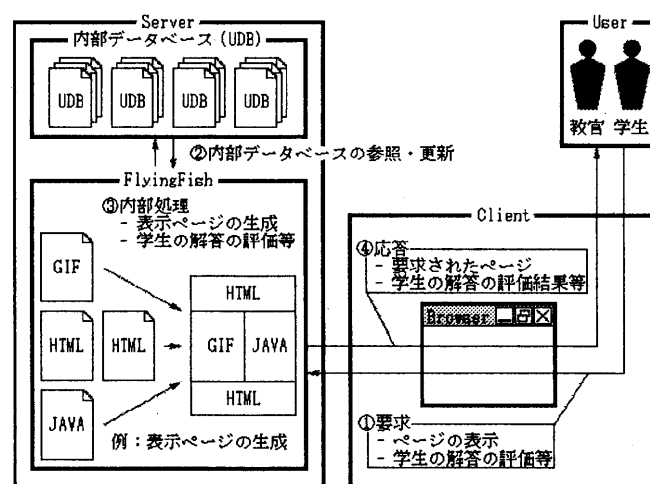 Server
内部データベース(UDB)
UDB
UDB
UDB
UDB
②内部データベースの参照・更新
FlyingFish
③内部処理
- 表示ページの生成
- 学生の解答の評価等
GIF
HTML
HTML
JAVA
HTML
GIF
JAVA
HTML
例：表示ページの生成
User
教官
学生
Client
④応答
- 要求されたページ
- 学生の解答の評価結果等
Browser
①要求
- ページの表示
- 学生の解答の評価等